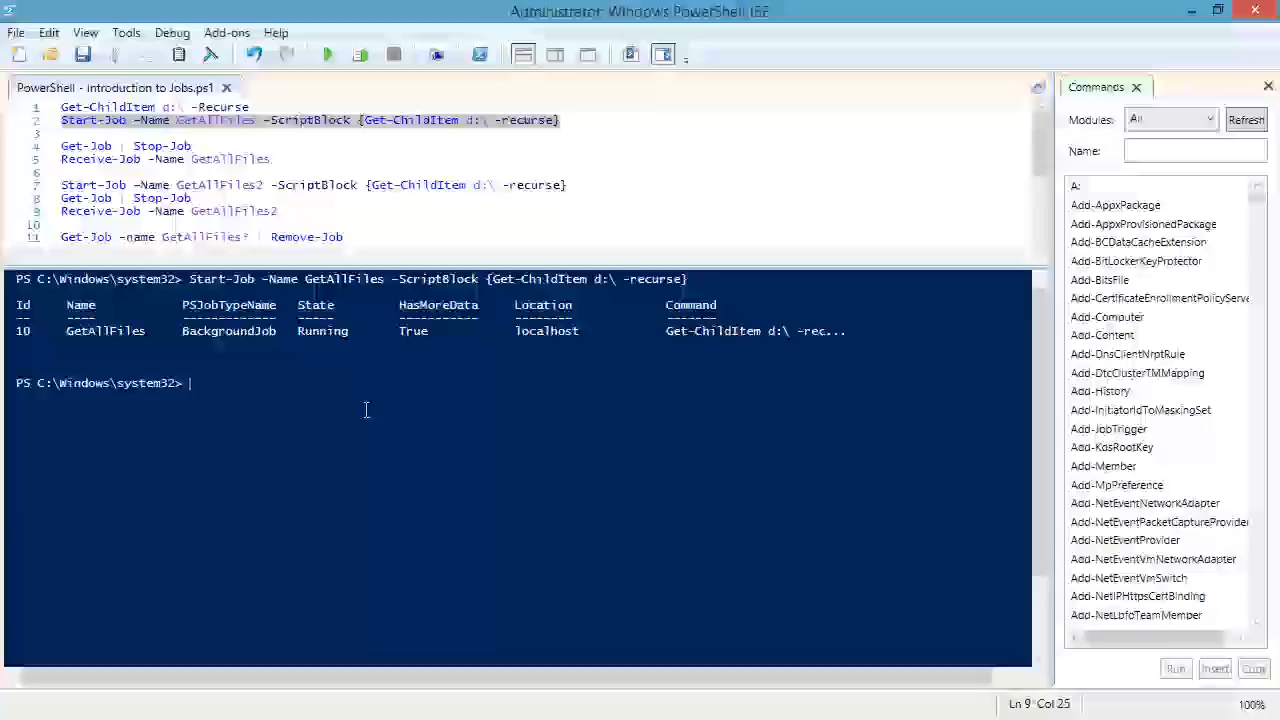 Administrator: Windows PowerShell ISE
File Edit View Tools Debug Add-ons Help
PowerShell - introduction to Jobs.ps1
1 Get-ChildItem d:\ -Recurse
2 Start-Job -Name GetAllFiles -ScriptBlock {Get-ChildItem d:\ -recurse}
3
4 Get-Job | Stop-Job
5 Receive-Job -Name GetAllFiles
6
7 Start-Job -Name GetAllFiles2 -ScriptBlock {Get-ChildItem d:\ -recurse}
8 Get-Job | Stop-Job
9 Receive-Job -Name GetAllFiles2
10
11 Get-Job -name GetAllFiles* | Remove-Job
PS C:\Windows\system32> Start-Job -Name GetAllFiles -ScriptBlock {Get-ChildItem d:\ -recurse}
Id Name PSJobTypeName State HasMoreData Location Command
-- ---- ------------- ----- ----------- -------- -------
10 GetAllFiles BackgroundJob Running True localhost Get-ChildItem d:\ -rec...
PS C:\Windows\system32>
Commands
Modules: All Refresh
Name:
A:
Add-AppxPackage
Add-AppxProvisionedPackage
Add-BCDataCacheExtension
Add-BitLockerKeyProtector
Add-BitsFile
Add-CertificateEnrollmentPolicyServe
Add-Computer
Add-Content
Add-DnsClientNrptRule
Add-DtcClusterTMMapping
Add-History
Add-InitiatorIdToMaskingSet
Add-JobTrigger
Add-KdsRootKey
Add-Member
Add-MpPreference
Add-NetEventNetworkAdapter
Add-NetEventPacketCaptureProvider
Add-NetEventProvider
Add-NetEventVmNetworkAdapter
Add-NetEventVmSwitch
Add-NetIPHttpsCertBinding
Add-NetLbfoTeamMember
Run Insert Copy
Ln 9 Col 25 100%